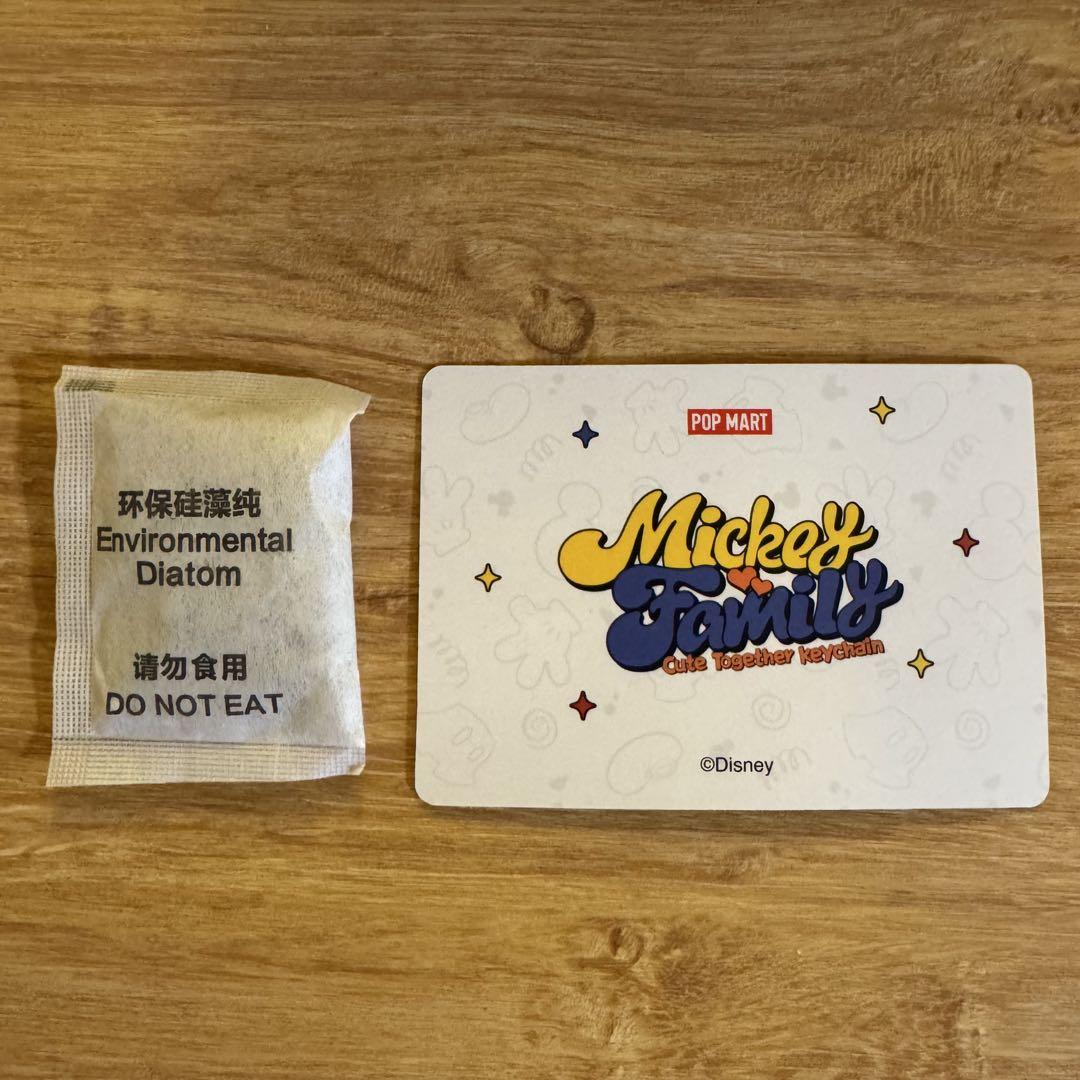 环保硅藻纯
Environmental
Diatom
请勿食用
DO NOT EAT
POP MART
Mickey
Family
Cute Together keychain
©Disney